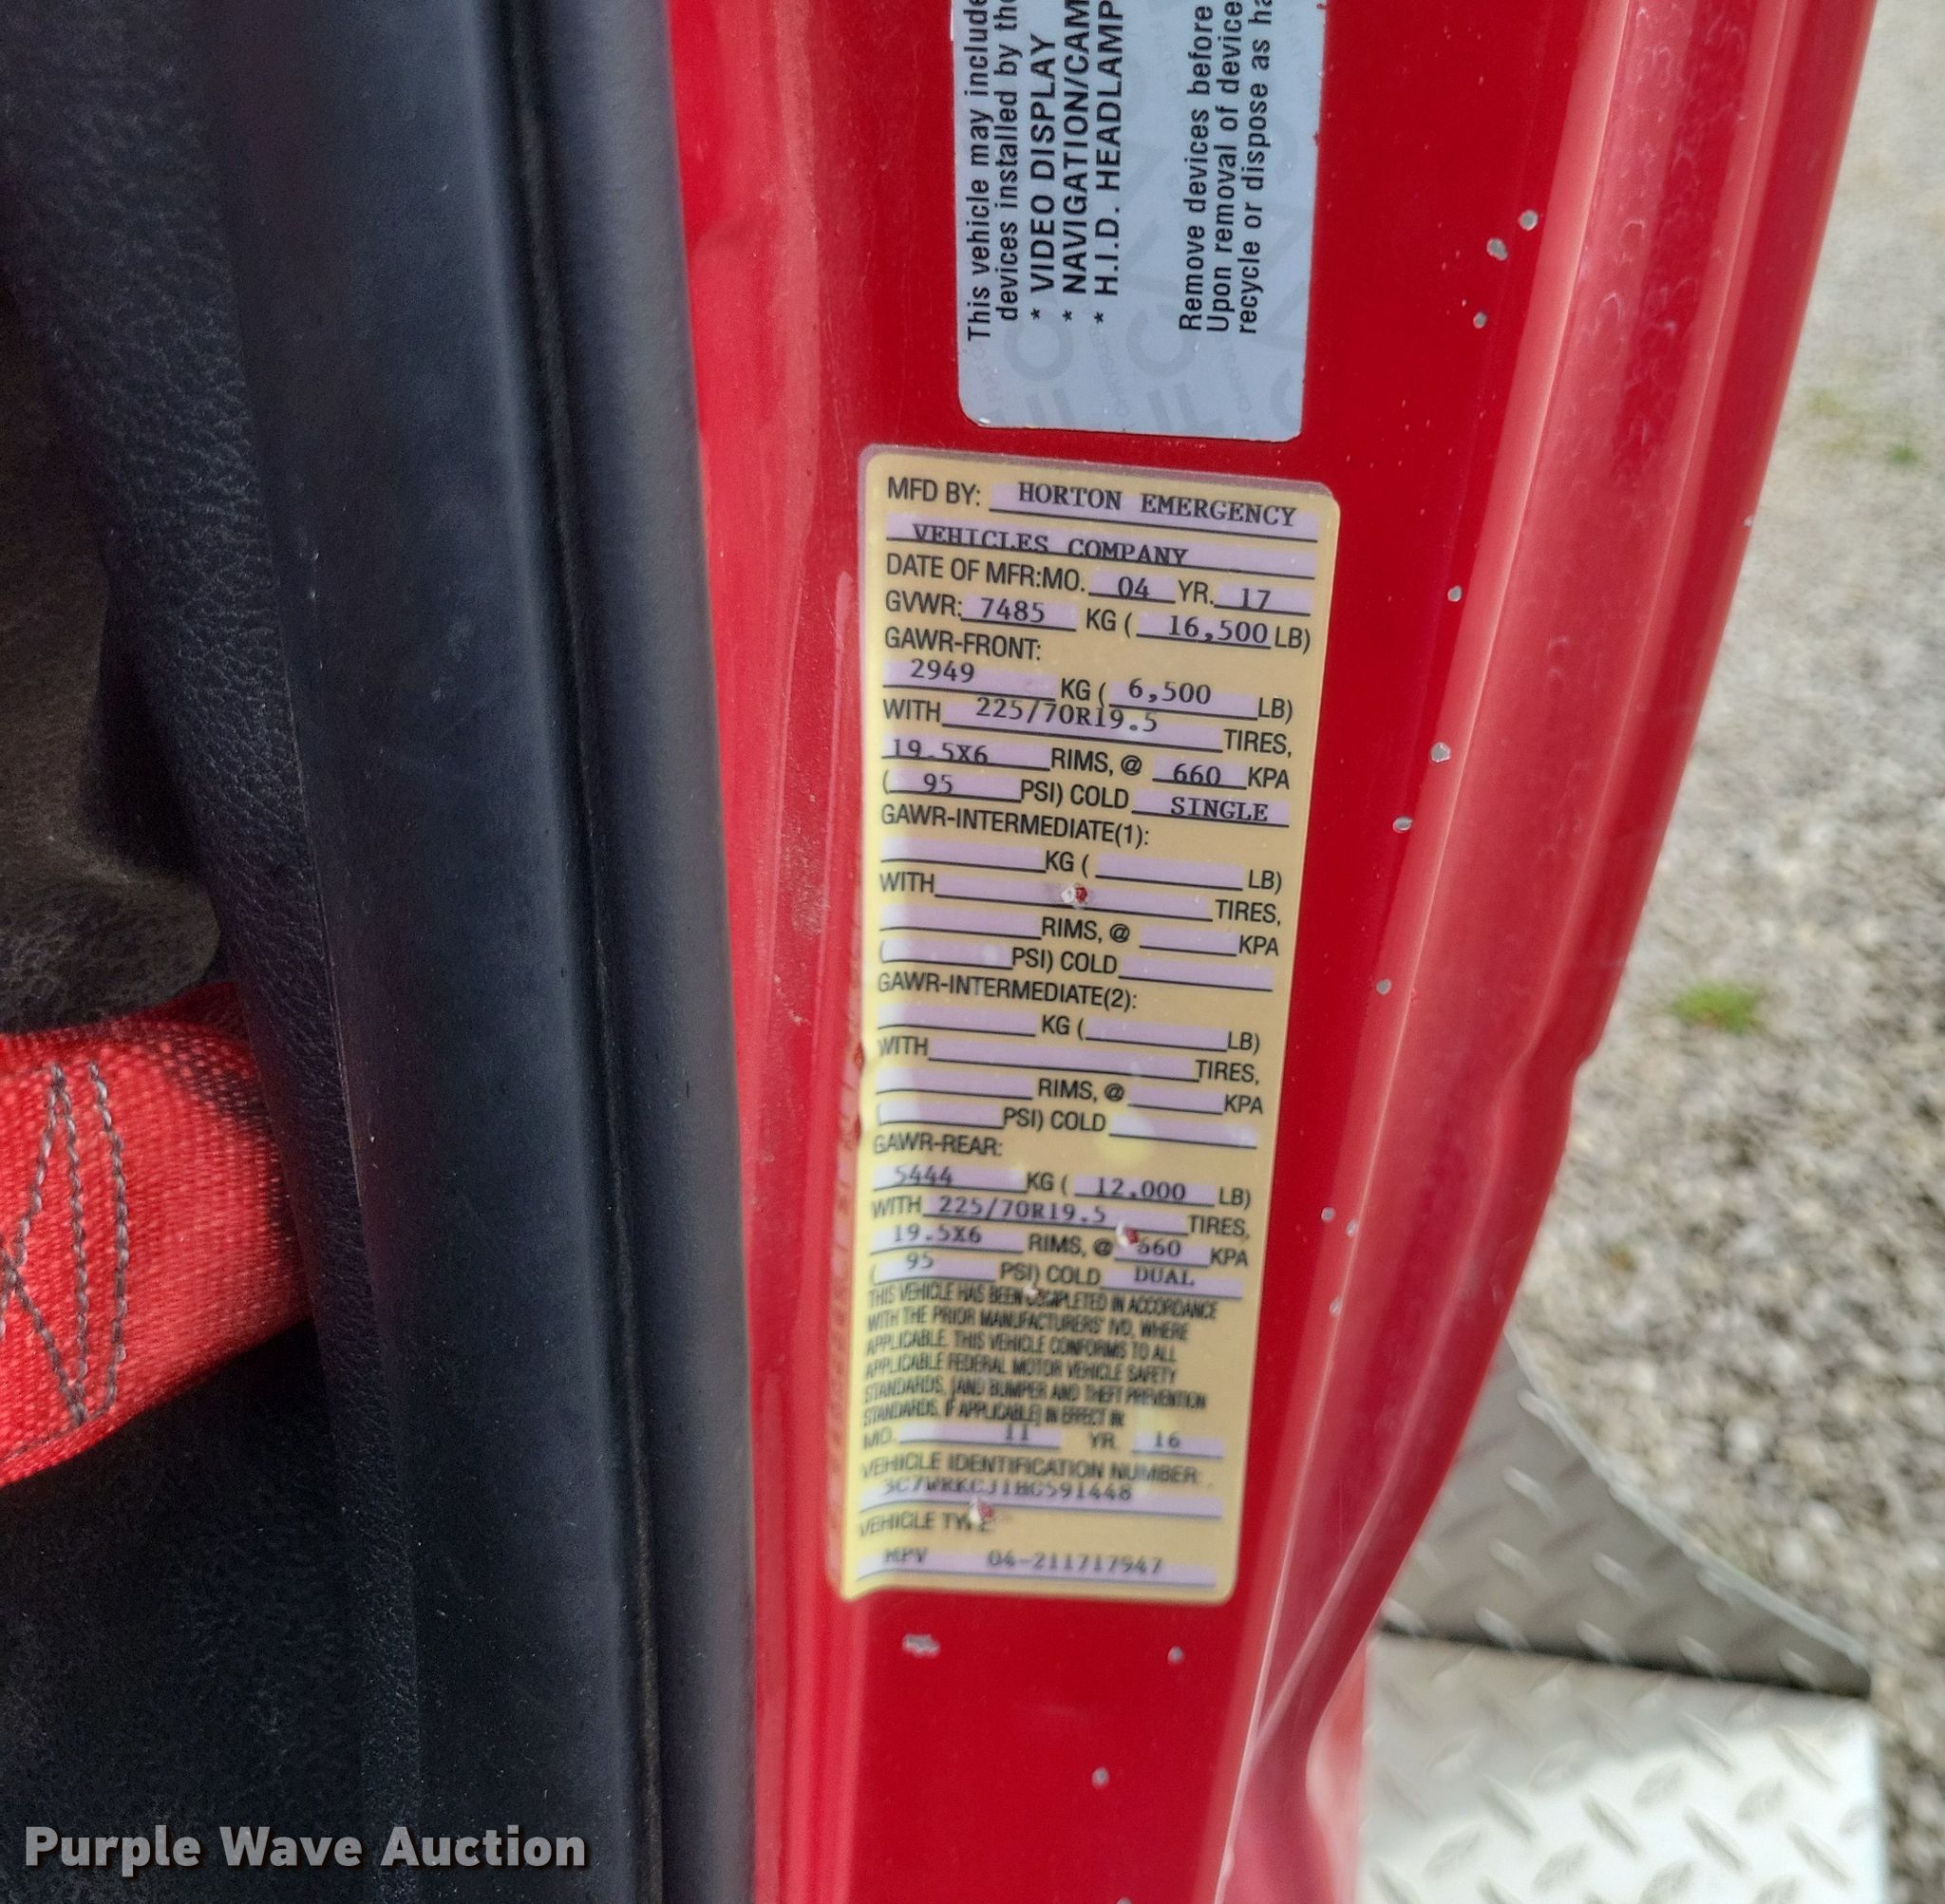 This vehicle may include
devices installed by the
* VIDEO DISPLAY
* NAVIGATION/CAM
* H.I.D. HEADLAMP
Remove devices before
Upon removal of device
recycle or dispose as ha
MFD BY: HORTON EMERGENCY
VEHICLES COMPANY
DATE OF MFR:MO. 04 YR. 17
GVWR: 7485 KG ( 16,500 LB)
GAWR-FRONT:
2949 KG ( 6,500 LB)
WITH 225/70R19.5 TIRES,
19.5X6 RIMS, @ 660 KPA
( 95 PSI) COLD SINGLE
GAWR-INTERMEDIATE(1):
KG ( LB)
WITH TIRES,
RIMS, @ KPA
( PSI) COLD
GAWR-INTERMEDIATE(2):
KG ( LB)
WITH TIRES,
RIMS, @ KPA
( PSI) COLD
GAWR-REAR:
5444 KG ( 12,000 LB)
WITH 225/70R19.5 TIRES,
19.5X6 RIMS, @ 660 KPA
( 95 PSI) COLD DUAL
THIS VEHICLE HAS BEEN COMPLETED IN ACCORDANCE
WITH THE PRIOR MANUFACTURERS' IVD, WHERE
APPLICABLE. THIS VEHICLE CONFORMS TO ALL
APPLICABLE FEDERAL MOTOR VEHICLE SAFETY
STANDARDS, [AND BUMPER AND THEFT PREVENTION
STANDARDS, IF APPLICABLE] IN EFFECT IN
MO. 11 YR. 16
VEHICLE IDENTIFICATION NUMBER:
3C7WRKCJ1HG591448
VEHICLE TYPE:
MPV 04-211717947
Purple Wave Auction